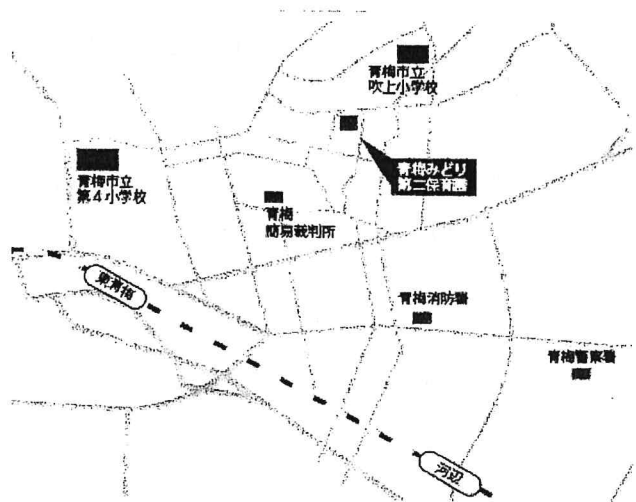 青梅市立
吹上小学校
青梅みどり
第二保育園
青梅市立
第4小学校
青梅
簡易裁判所
東青梅
青梅消防署
青梅警察署
河辺